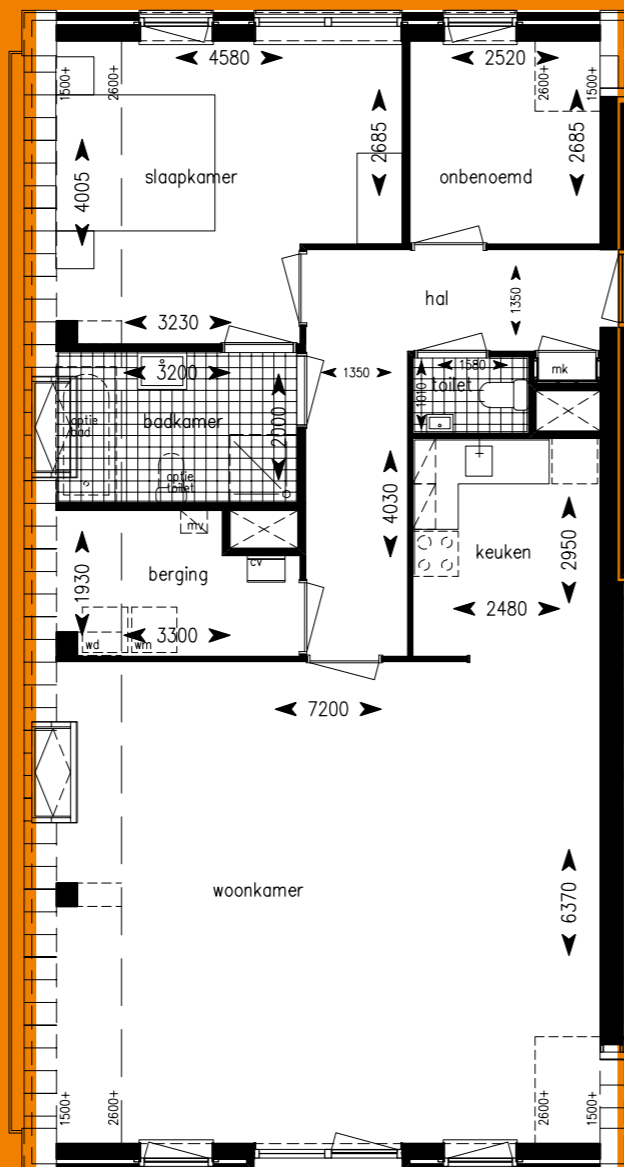 4580
2520
1500+
2600+
2600+
1500+
2685
2685
4005
slaapkamer
onbenoemd
hal
1350
3230
3200
1350
1580
mk
toilet
1010
optie
bad
badkamer
2000
optie
toilet
4030
mv
keuken
2950
berging
cv
1930
2480
3300
wd
wm
7200
woonkamer
6370
1500+
2600+
2600+
1500+